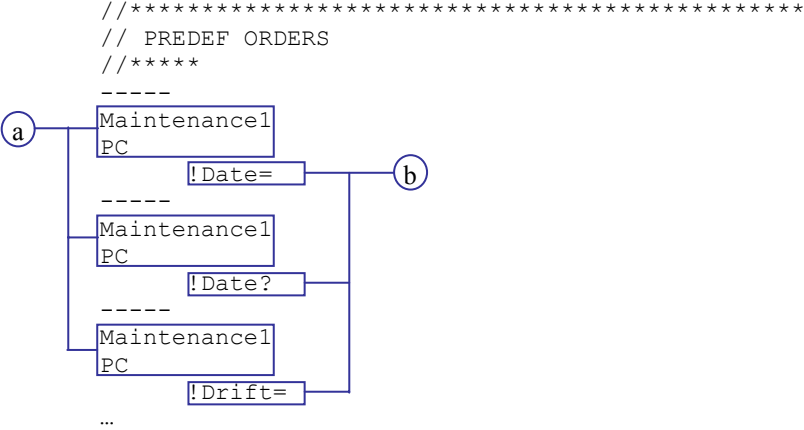 //***********************************************
// PREDEF ORDERS
//*****
-----
Maintenance1
a
PC
!Date=
b
-----
Maintenance1
PC
!Date?
-----
Maintenance1
PC
!Drift=
…